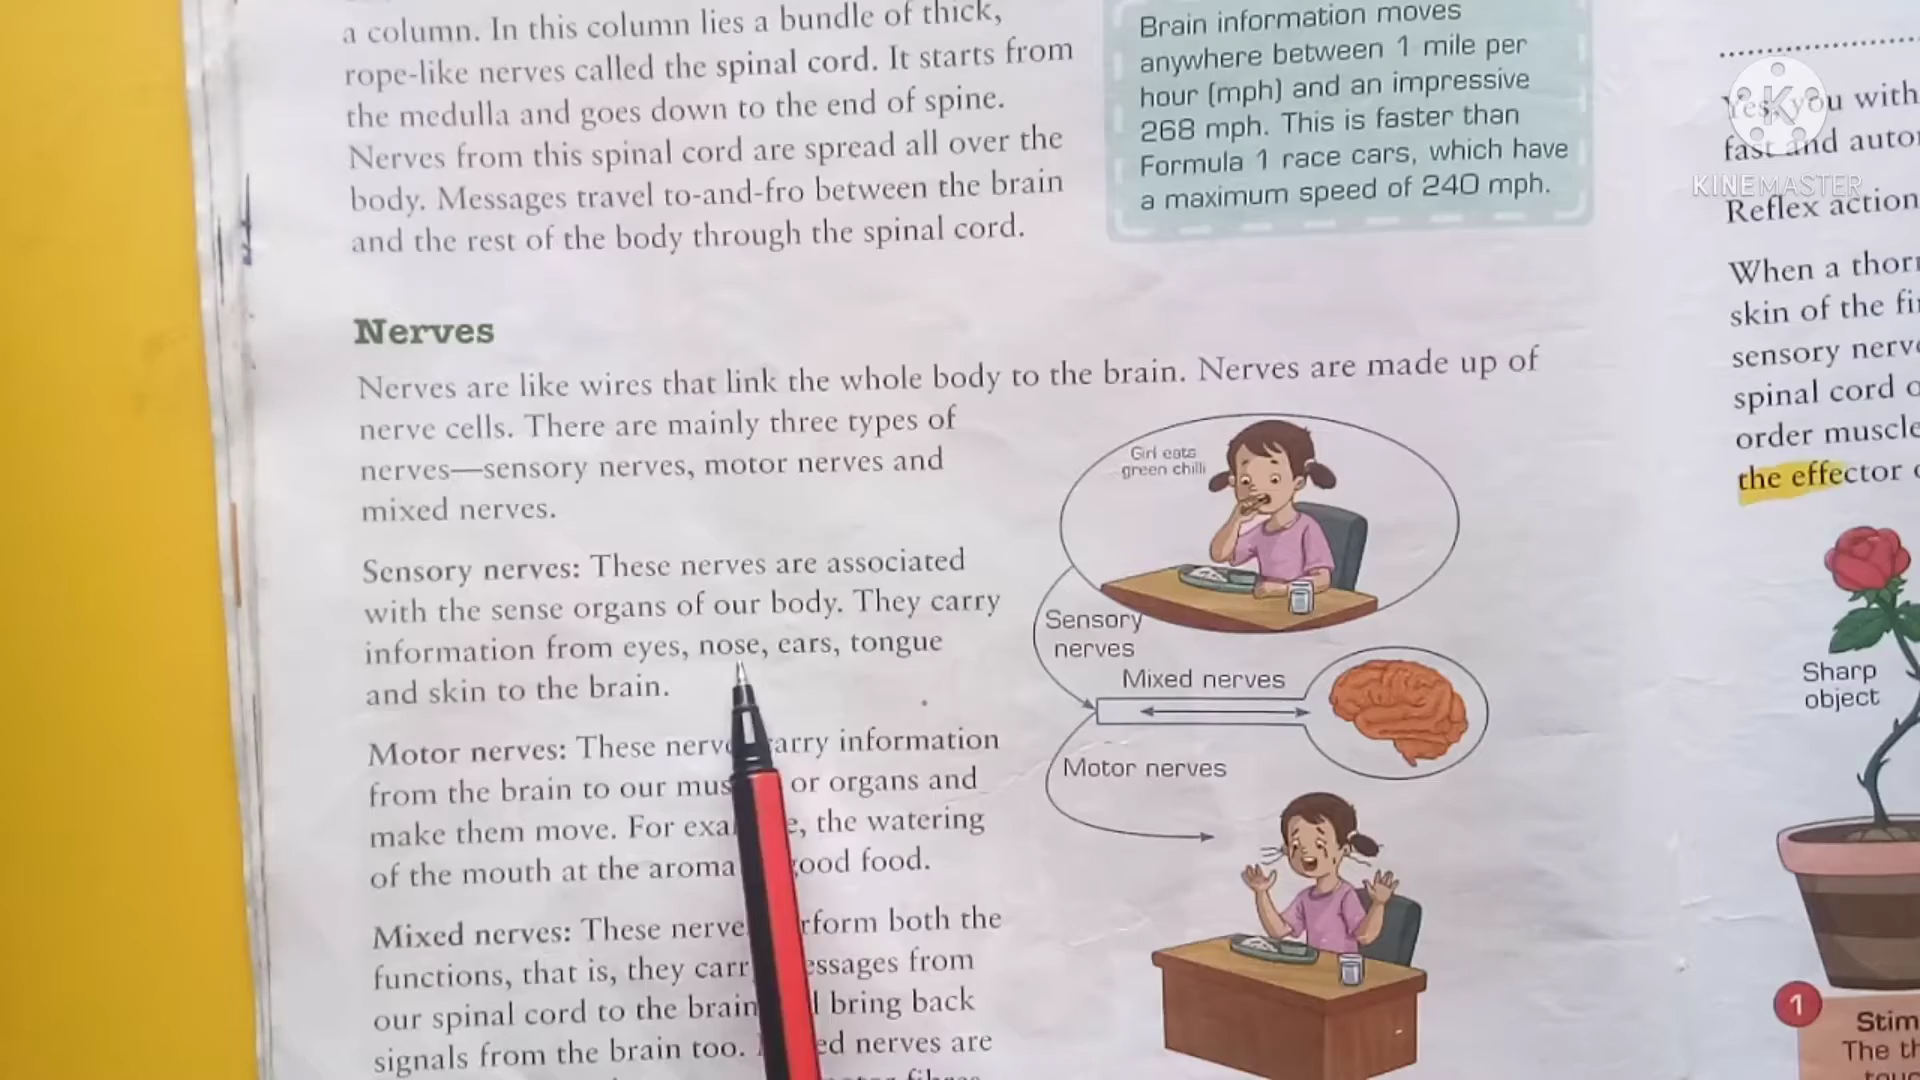 a column. In this column lies a bundle of thick,
rope-like nerves called the spinal cord. It starts from
the medulla and goes down to the end of spine.
Nerves from this spinal cord are spread all over the
body. Messages travel to-and-fro between the brain
and the rest of the body through the spinal cord.
Brain information moves
anywhere between 1 mile per
hour (mph) and an impressive
268 mph. This is faster than
Formula 1 race cars, which have
a maximum speed of 240 mph.
Nerves
Nerves are like wires that link the whole body to the brain. Nerves are made up of
nerve cells. There are mainly three types of
nerves—sensory nerves, motor nerves and
mixed nerves.
Sensory nerves: These nerves are associated
with the sense organs of our body. They carry
information from eyes, nose, ears, tongue
and skin to the brain.
Motor nerves: These nerv arry information
from the brain to our mus or organs and
make them move. For exa e, the watering
of the mouth at the aroma good food.
Mixed nerves: These nerve rform both the
functions, that is, they carr essages from
our spinal cord to the brain bring back
signals from the brain too. ed nerves are
Girl eats
green chilli
Sensory
nerves
Mixed nerves
Motor nerves
Yes, you with
fast and auto
KINEMASTER
Reflex action
When a thor
skin of the fi
sensory nerv
spinal cord
order muscle
the effector
Sharp
object
1
Stim
The th